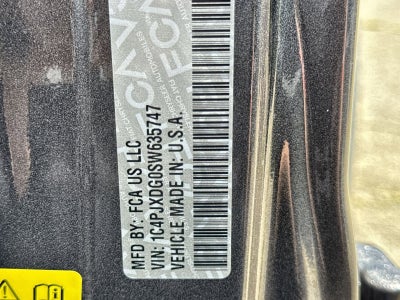 MFD BY: FCA US LLC
VIN: 1C4PJXDG0SW635747
VEHICLE MADE IN: U.S.A.